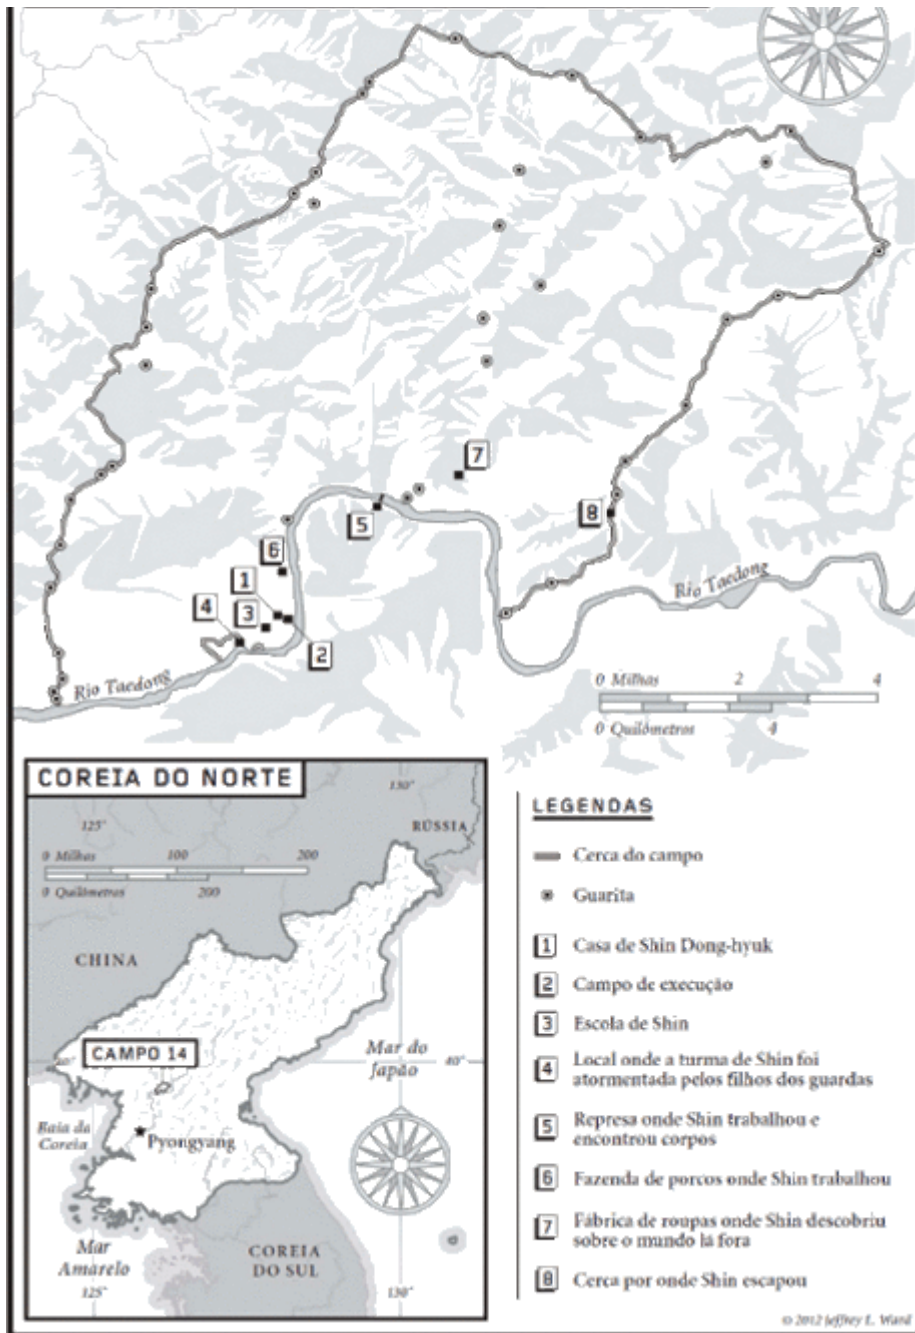 7
5
8
6
1
4
3
2
Rio Taedong
Rio Taedong
0 Milhas 2 4
0 Quilômetros 4
COREIA DO NORTE
130°
125°
RÚSSIA
0 Milhas 100 200
0 Quilômetros 200
CHINA
CAMPO 14
Mar do
Japão
40°
Baia da
Coreia
Pyongyang
Mar
Amarelo
COREIA
DO SUL
125°
130°
LEGENDAS
Cerca do campo
Guarita
1 Casa de Shin Dong-hyuk
2 Campo de execução
3 Escola de Shin
4 Local onde a turma de Shin foi
atormentada pelos filhos dos guardas
5 Represa onde Shin trabalhou e
encontrou corpos
6 Fazenda de porcos onde Shin trabalhou
7 Fábrica de roupas onde Shin descobriu
sobre o mundo lá fora
8 Cerca por onde Shin escapou
© 2012 Jeffrey L. Ward